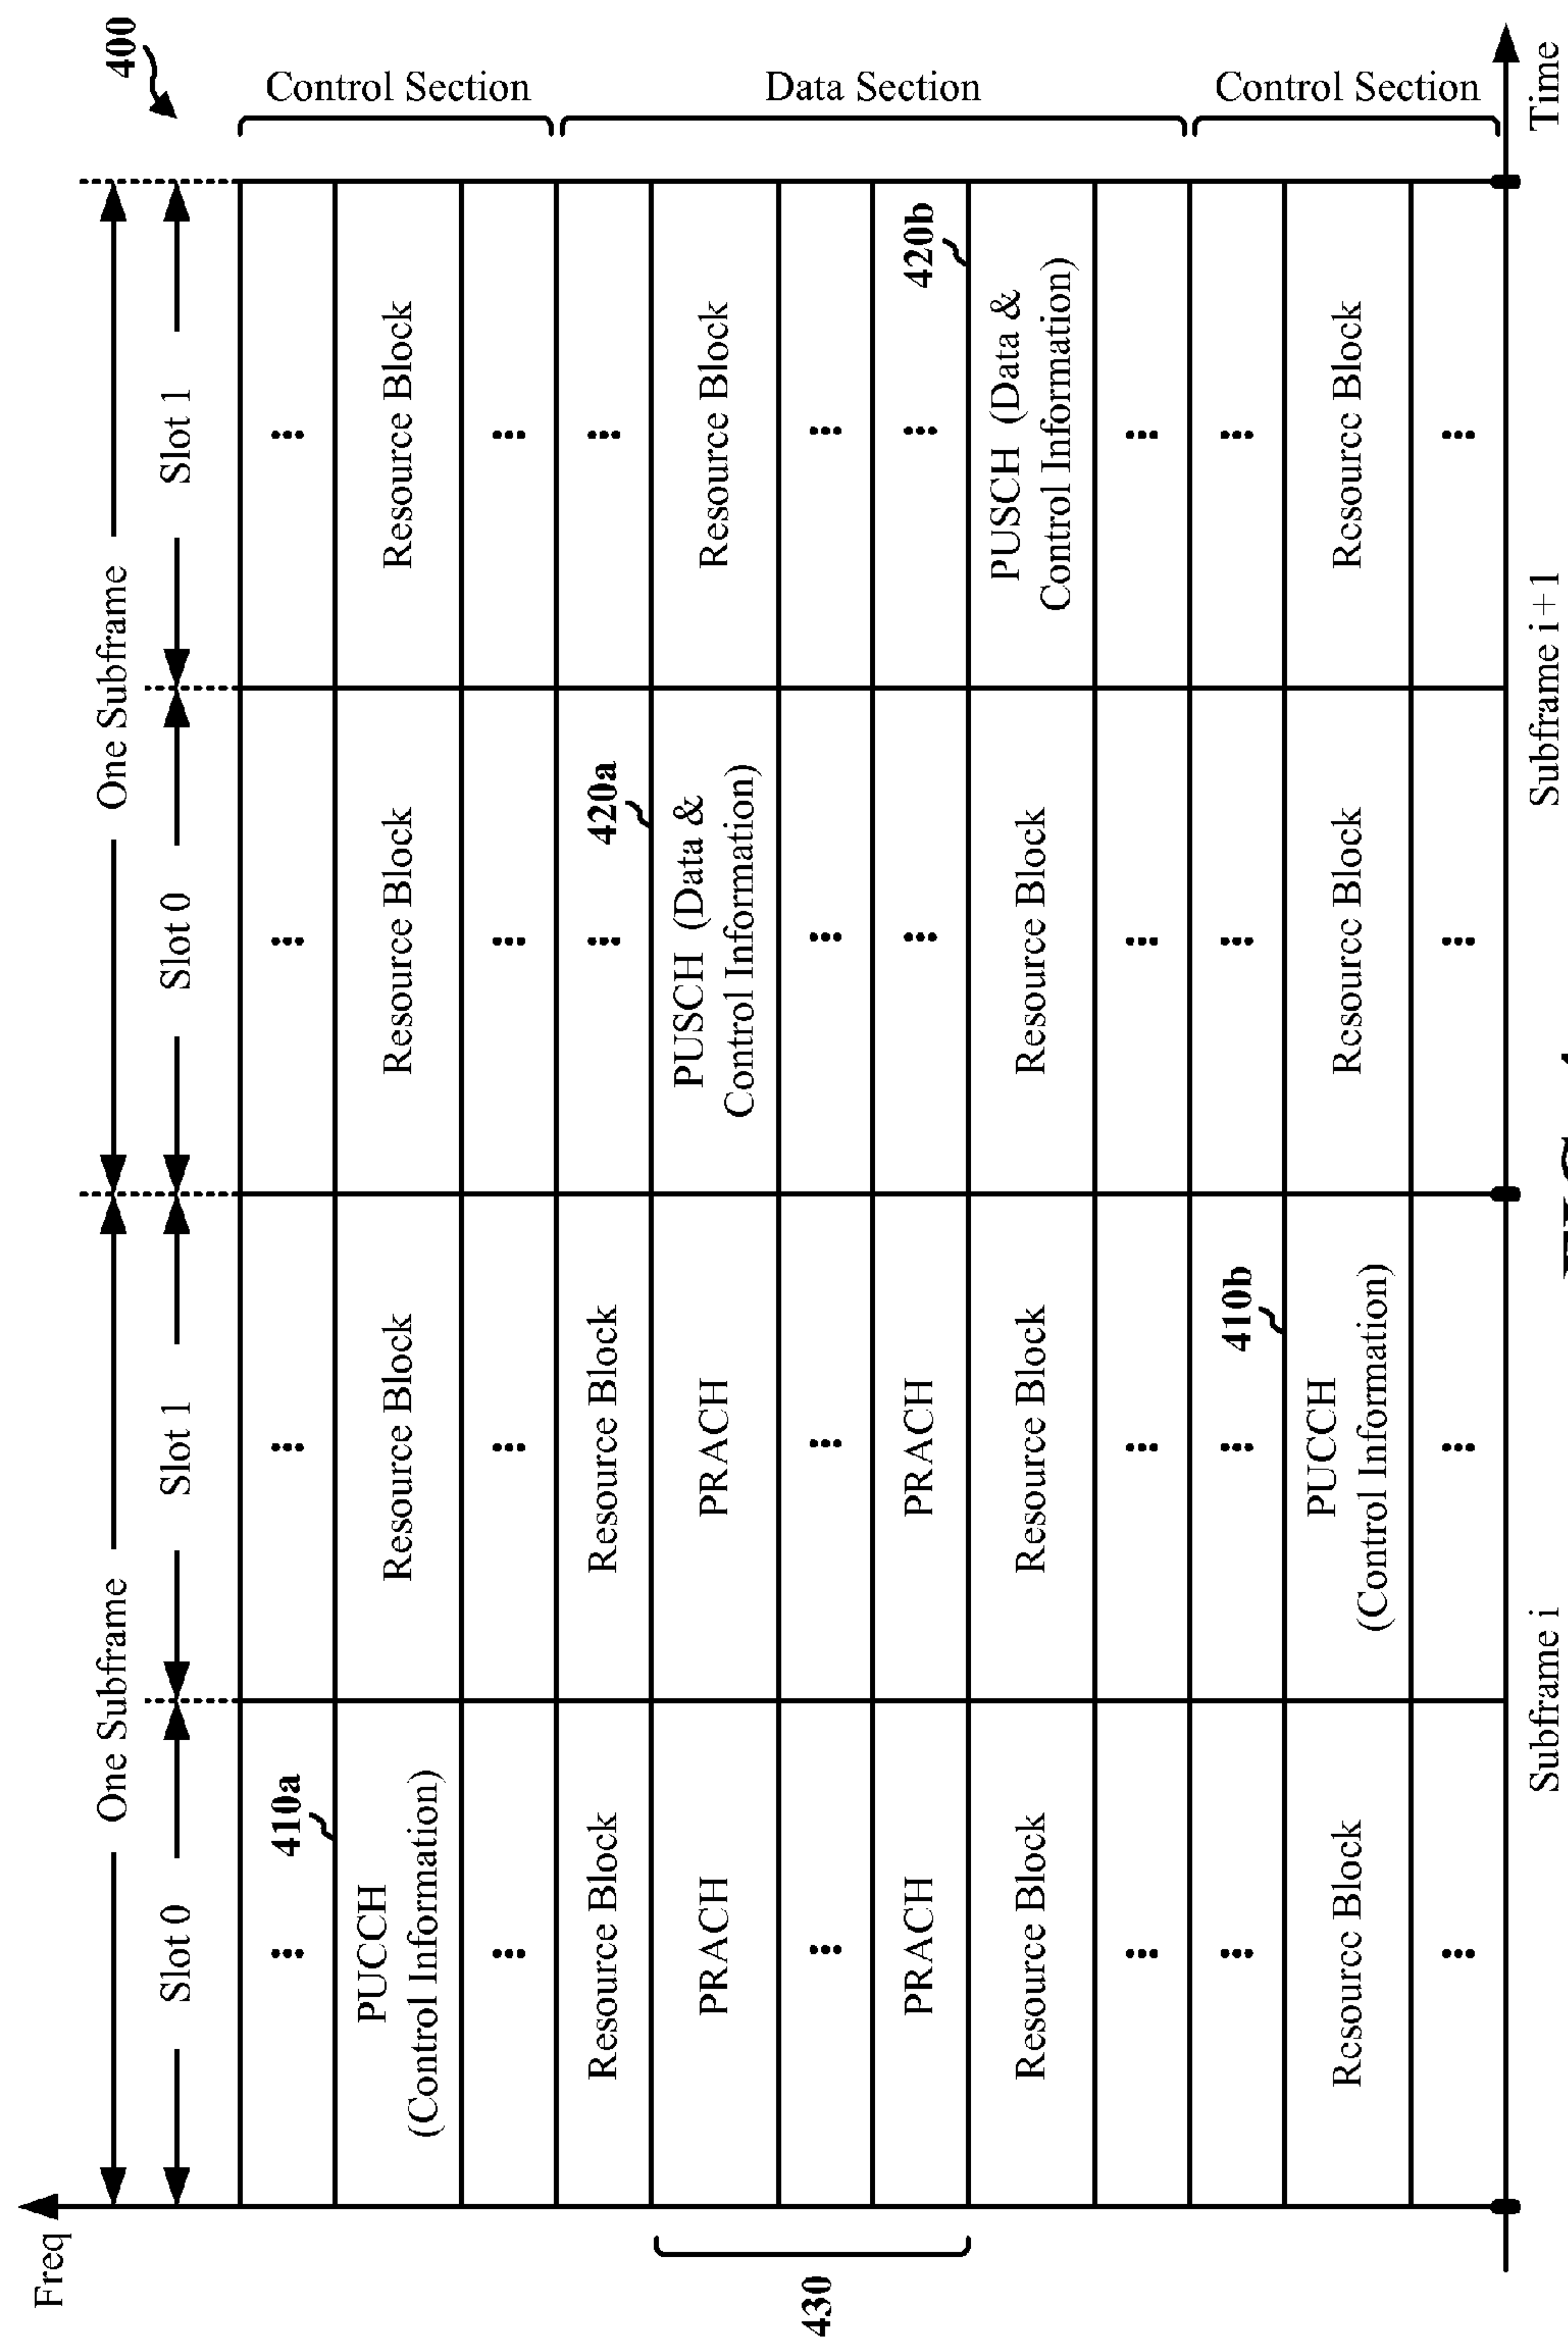 Freq
One Subframe
One Subframe
400
Slot 0
Slot 1
Slot 0
Slot 1
410a
PUCCH
(Control Information)
Resource Block
Resource Block
Resource Block
Control Section
Resource Block
Resource Block
420a
PRACH
PRACH
PUSCH (Data &
Control Information)
Resource Block
430
Data Section
PRACH
PRACH
420b
Resource Block
Resource Block
Resource Block
PUSCH (Data &
Control Information)
410b
Resource Block
PUCCH
(Control Information)
Resource Block
Resource Block
Control Section
Subframe i
Subframe i+1
Time